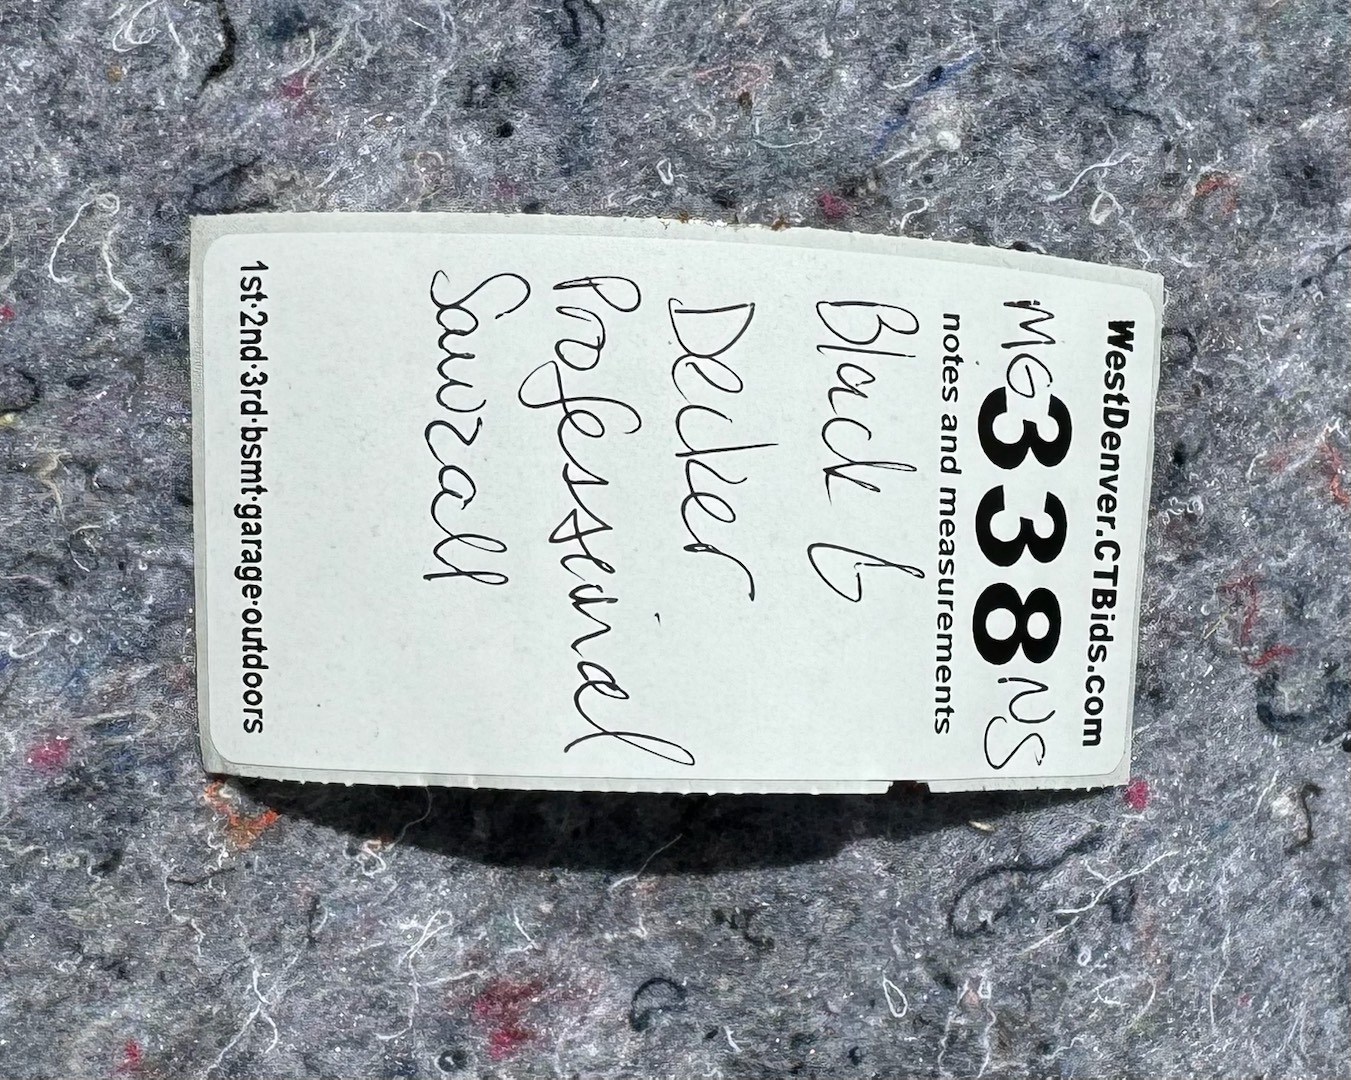 WestDenver.CTBids.com
MG 338 NS
notes and measurements
Black &
Decker
Professional
Sawzall
1st·2nd·3rd·bsmt·garage·outdoors